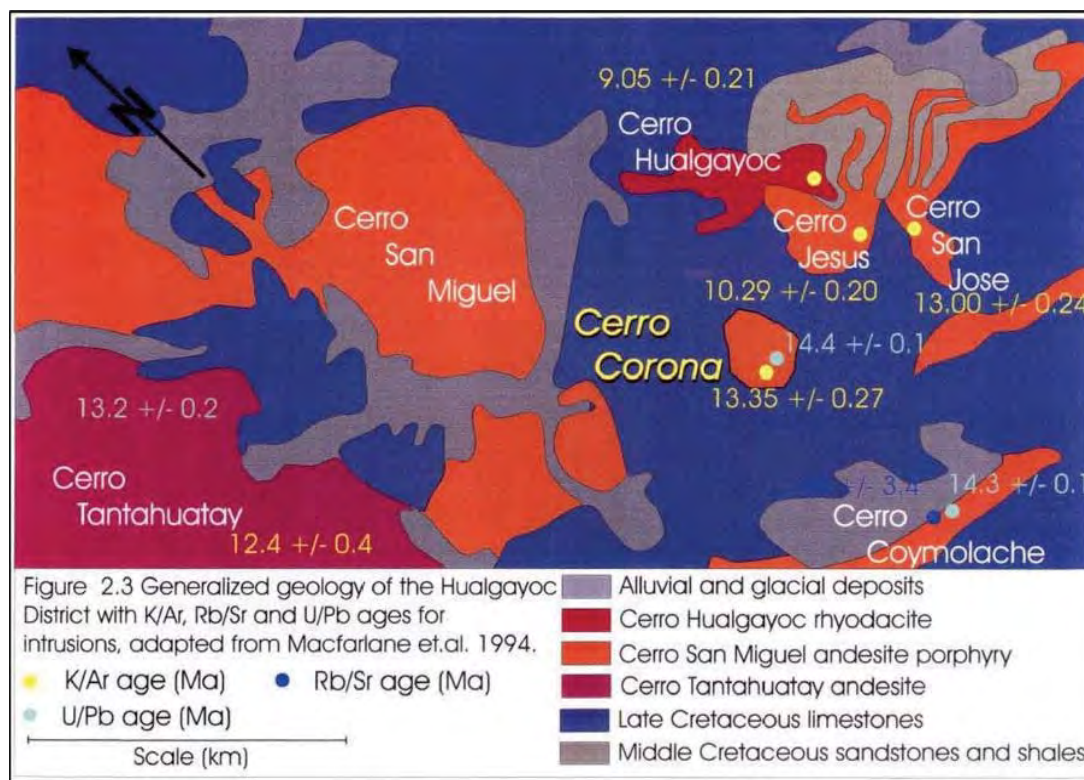 N
9.05 +/- 0.21
Cerro
Hualgayoc
Cerro
San
Miguel
Cerro
Jesus
Cerro
San
Jose
10.29 +/- 0.20
13.00 +/- 0.24
Cerro
Corona
14.4 +/- 0.1
13.35 +/- 0.27
13.2 +/- 0.2
Cerro
Tantahuatay
12.4 +/- 0.4
+/- 3.4
14.3 +/- 0.1
Cerro
Coymolache
Figure 2.3 Generalized geology of the Hualgayoc
District with K/Ar, Rb/Sr and U/Pb ages for
intrusions, adapted from Macfarlane et.al. 1994.
K/Ar age (Ma)
Rb/Sr age (Ma)
U/Pb age (Ma)
Scale (km)
Alluvial and glacial deposits
Cerro Hualgayoc rhyodacite
Cerro San Miguel andesite porphyry
Cerro Tantahuatay andesite
Late Cretaceous limestones
Middle Cretaceous sandstones and shales